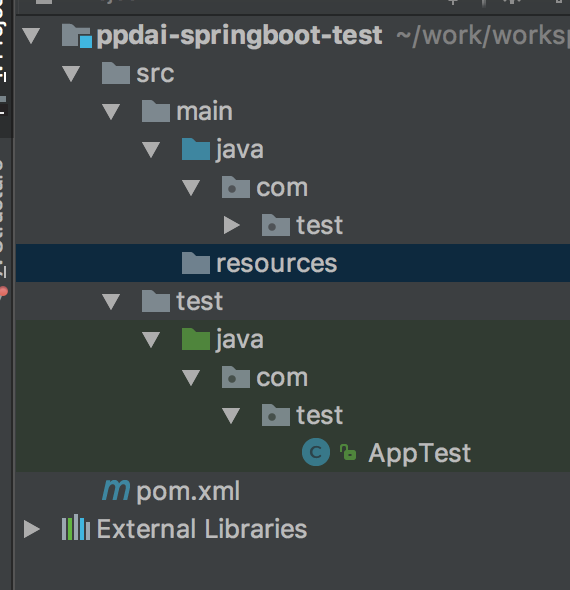 ppdai-springboot-test ~/work/works
src
main
java
com
test
resources
test
java
com
test
C AppTest
m pom.xml
External Libraries